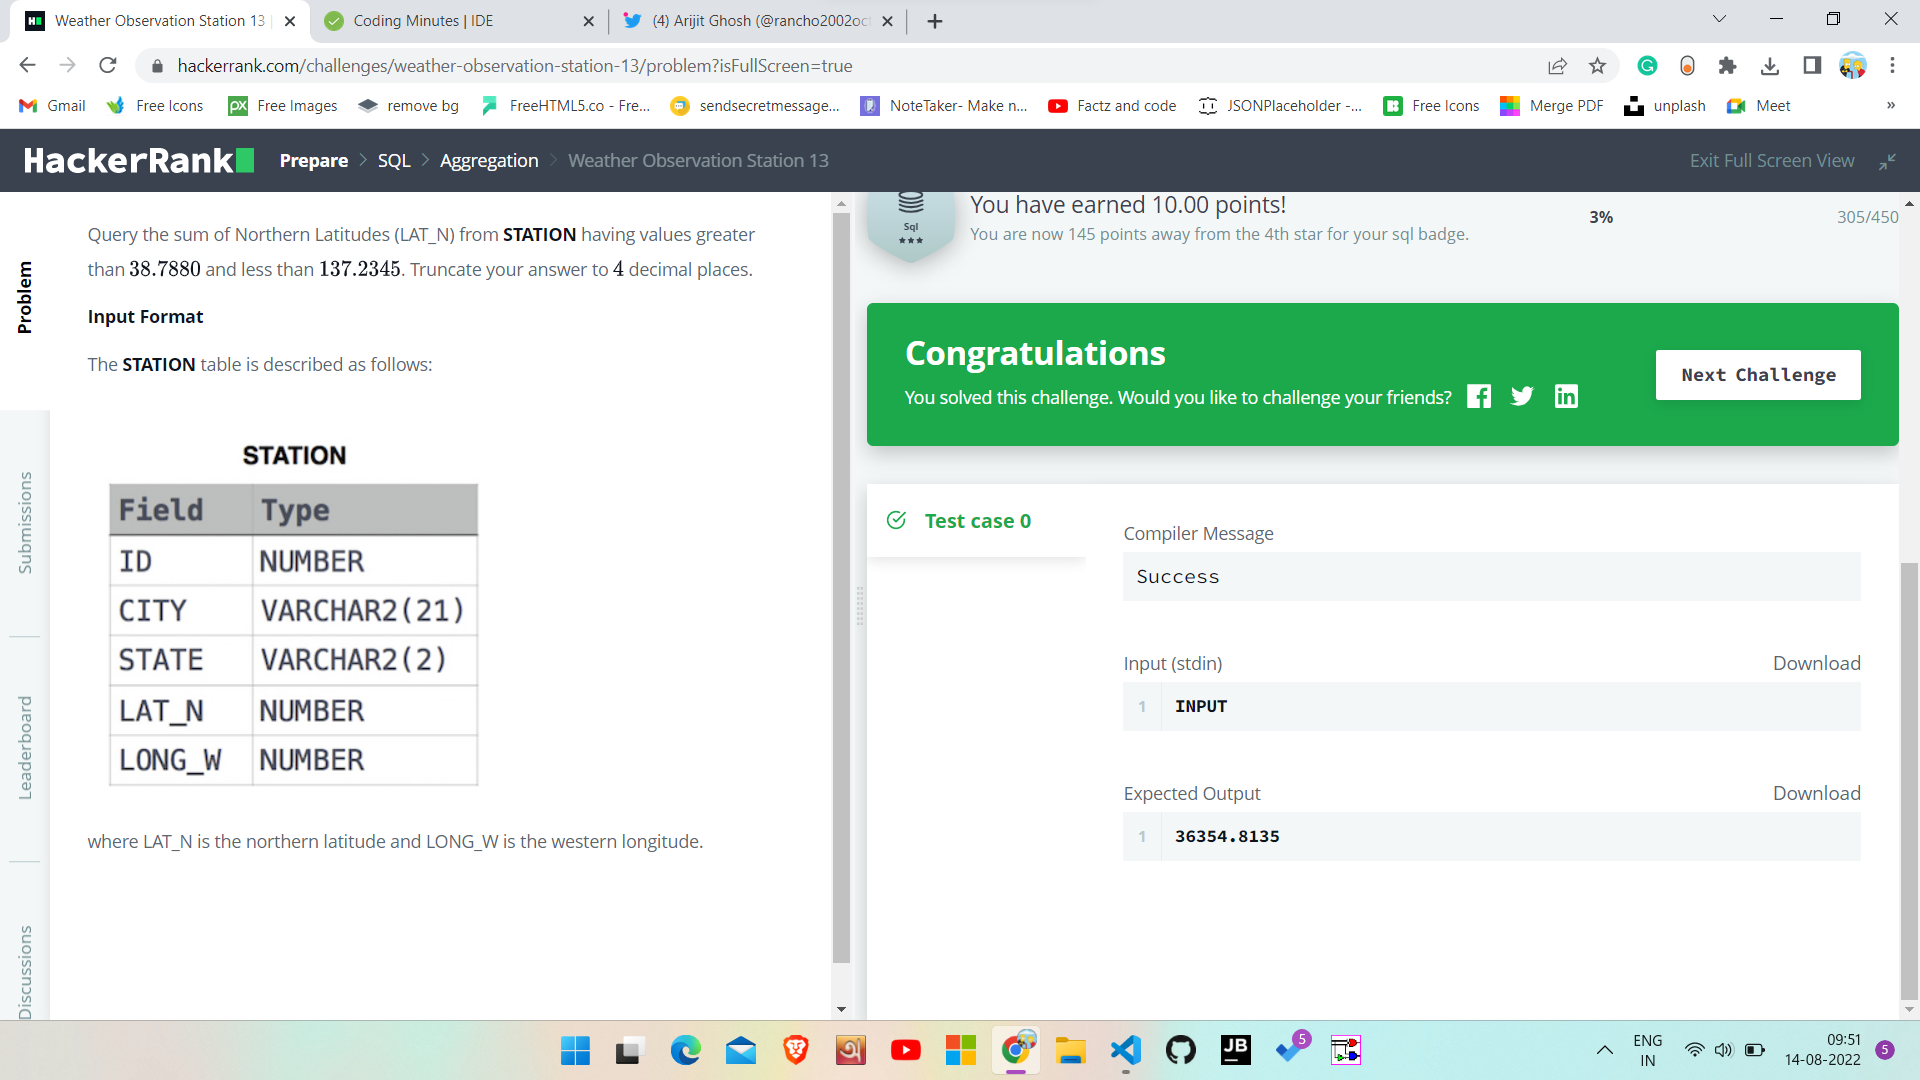 Weather Observation Station 13 |
Coding Minutes | IDE
(4) Arijit Ghosh (@rancho2002oct
hackerrank.com/challenges/weather-observation-station-13/problem?isFullScreen=true
Gmail
Free Icons
Free Images
remove bg
FreeHTML5.co - Fre...
sendsecretmessage...
NoteTaker- Make n...
Factz and code
JSONPlaceholder -...
Free Icons
Merge PDF
unplash
Meet
»
HackerRank
Prepare > SQL > Aggregation > Weather Observation Station 13
Exit Full Screen View
Problem
Submissions
Leaderboard
Discussions
Query the sum of Northern Latitudes (LAT_N) from STATION having values greater
than 38.7880 and less than 137.2345. Truncate your answer to 4 decimal places.
Input Format
The STATION table is described as follows:
STATION
Field Type
ID NUMBER
CITY VARCHAR2(21)
STATE VARCHAR2(2)
LAT_N NUMBER
LONG_W NUMBER
where LAT_N is the northern latitude and LONG_W is the western longitude.
Sql
★★★
You have earned 10.00 points!
You are now 145 points away from the 4th star for your sql badge.
3%
305/450
Congratulations
You solved this challenge. Would you like to challenge your friends?
Next Challenge
Test case 0
Compiler Message
Success
Input (stdin)
Download
1 INPUT
Expected Output
Download
1 36354.8135
JB
5
ENG
IN
09:51
14-08-2022
5